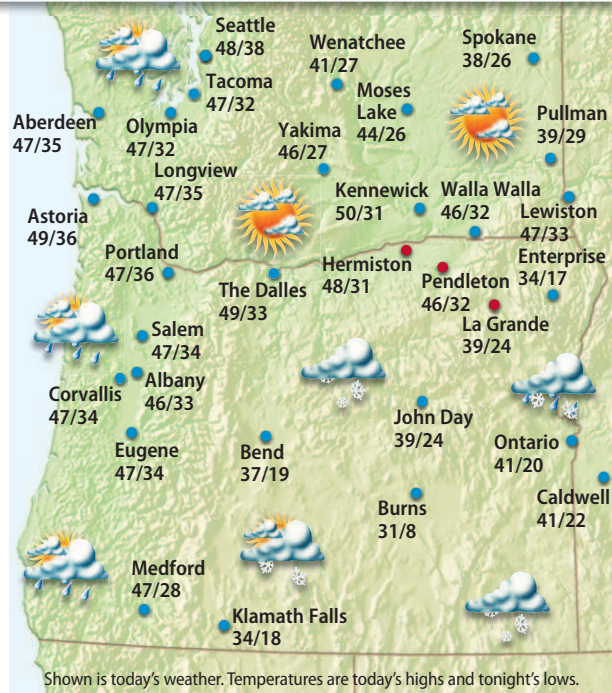 Seattle
48/38
Wenatchee
41/27
Spokane
38/26
Tacoma
47/32
Moses
Lake
44/26
Aberdeen
47/35
Olympia
47/32
Yakima
46/27
Pullman
39/29
Longview
47/35
Kennewick
50/31
Walla Walla
46/32
Lewiston
47/33
Astoria
49/36
Portland
47/36
The Dalles
49/33
Hermiston
48/31
Pendleton
46/32
Enterprise
34/17
La Grande
39/24
Salem
47/34
Corvallis
47/34
Albany
46/33
John Day
39/24
Eugene
47/34
Bend
37/19
Ontario
41/20
Burns
31/8
Caldwell
41/22
Medford
47/28
Klamath Falls
34/18
Shown is today's weather. Temperatures are today's highs and tonight's lows.